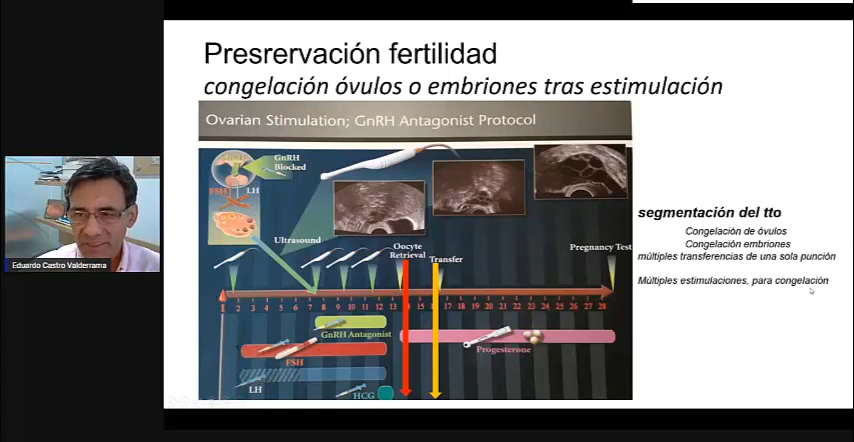 Presrervación fertilidad
congelación óvulos o embriones tras estimulación
Ovarian Stimulation; GnRH Antagonist Protocol
GnRH
Blocked
FSH LH
Ultrasound
Oocyte
Retrieval
Transfer
Pregnancy Test
1 2 3 4 5 6 7 8 9 10 11 12 13 17 18 19 20 21 22 23 24 25 26 27 28
GnRH Antagonist
FSH
Progesterone
LH
HCG
segmentación del tto
Congelación de óvulos
Congelación embriones
múltiples transferencias de una sola punción
Múltiples estimulaciones, para congelación
Eduardo Castro Valderrama